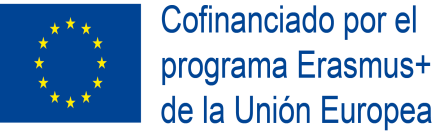 Cofinanciado por el
programa Erasmus+
de la Unión Europea